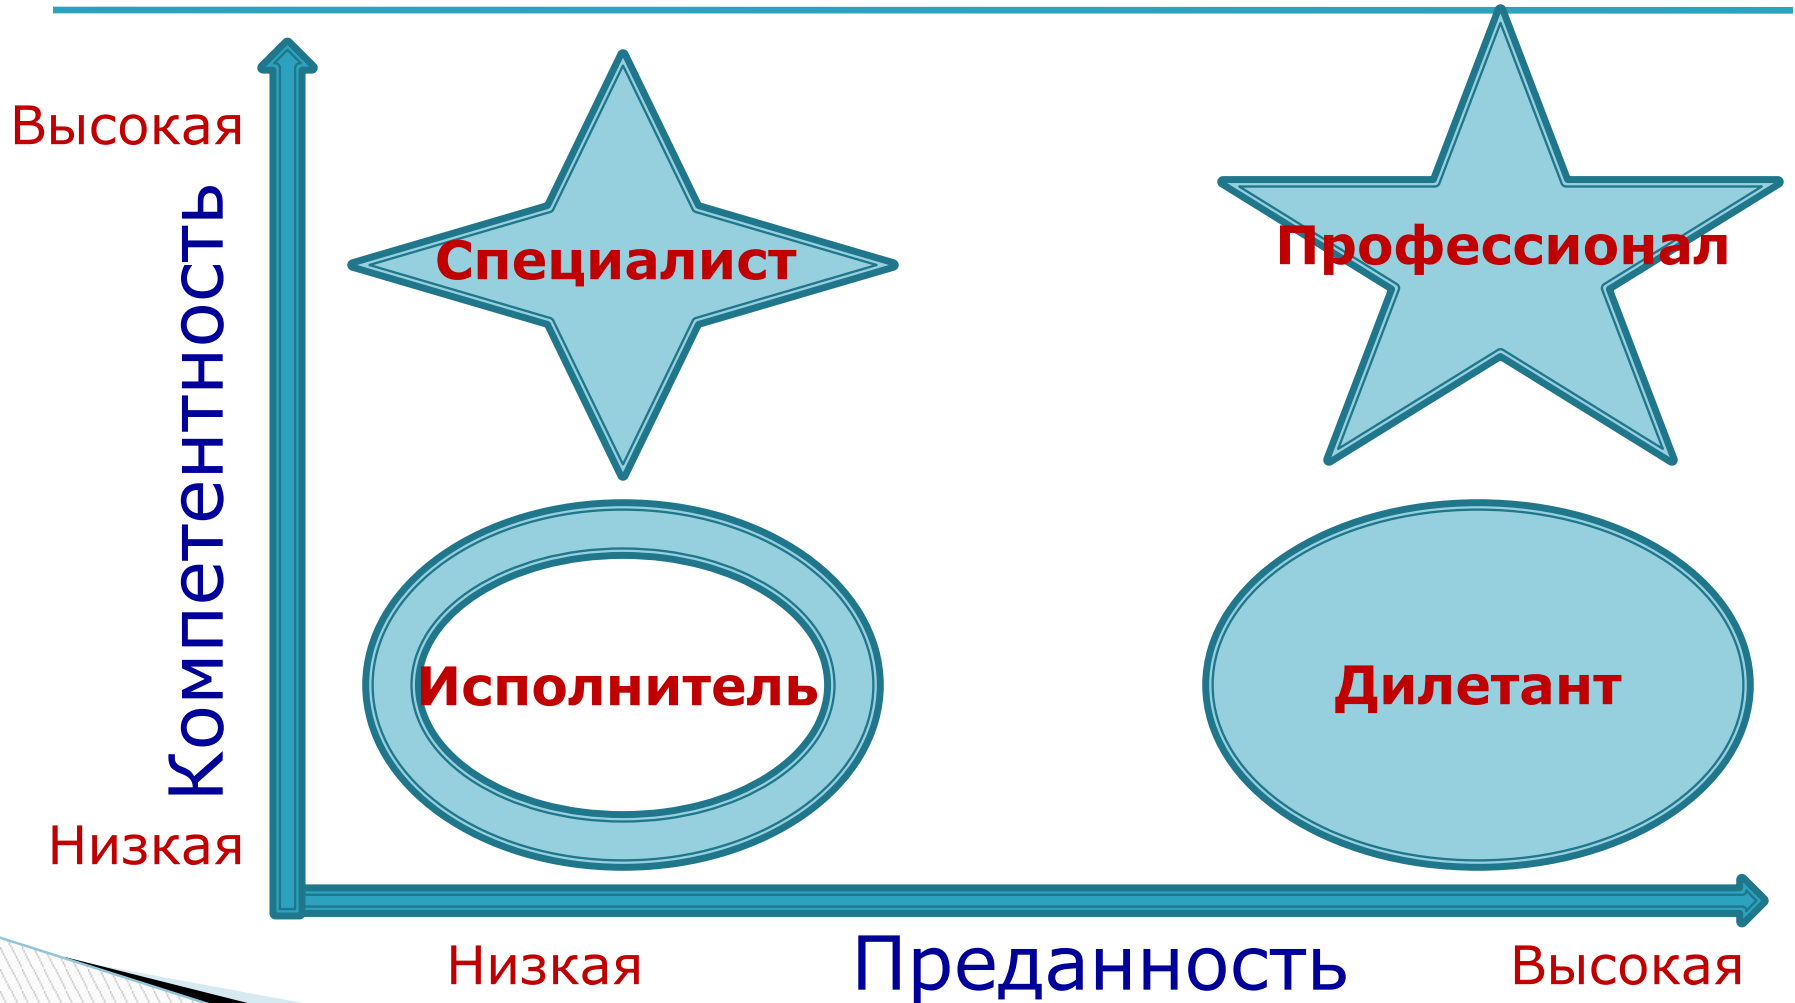 Высокая
Компетентность
Низкая
Специалист
Профессионал
Исполнитель
Дилетант
Низкая
Преданность
Высокая